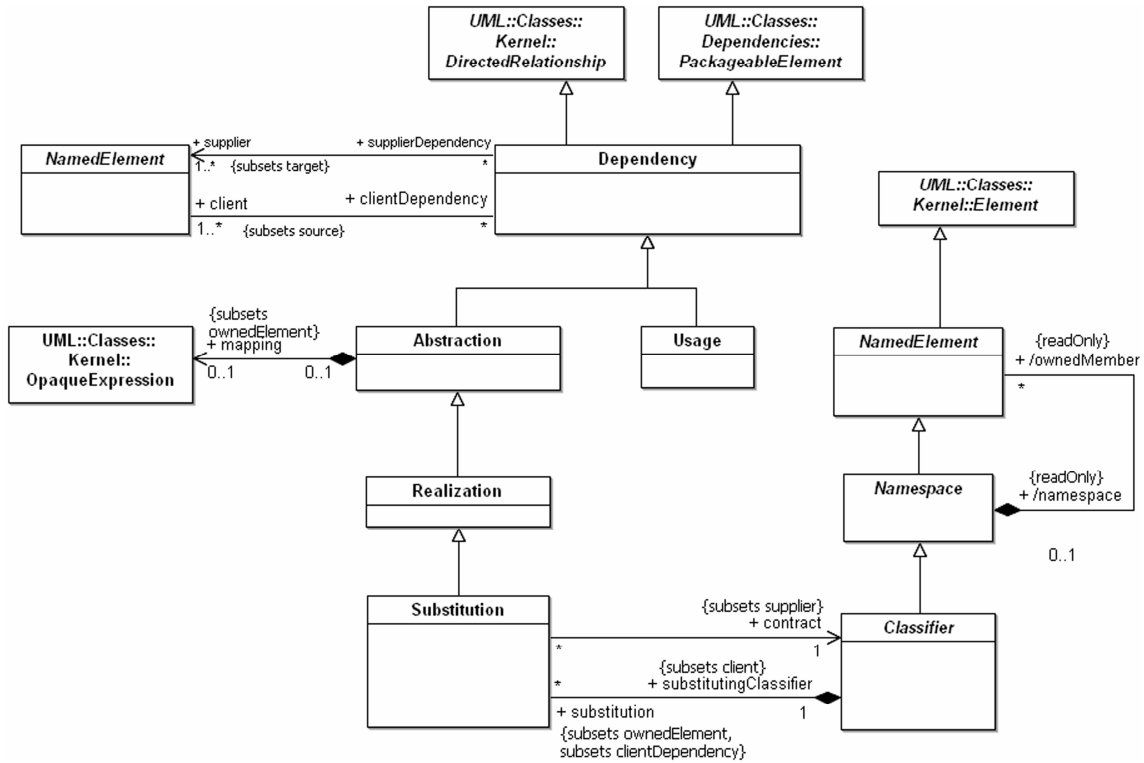 UML::Classes::
Kernel::
DirectedRelationship
UML::Classes::
Dependencies::
PackageableElement
NamedElement
+ supplier
1..*
{subsets target}
+ supplierDependency
*
+ client
1..*
{subsets source}
+ clientDependency
*
Dependency
UML::Classes::
Kernel::Element
UML::Classes::
Kernel::
OpaqueExpression
{subsets
ownedElement}
+ mapping
0..1
0..1
Abstraction
Usage
NamedElement
{readOnly}
+ /ownedMember
*
Realization
Namespace
{readOnly}
+ /namespace
0..1
Substitution
{subsets supplier}
+ contract
*
1
{subsets client}
*
+ substitutingClassifier
+ substitution
1
{subsets ownedElement,
subsets clientDependency}
Classifier